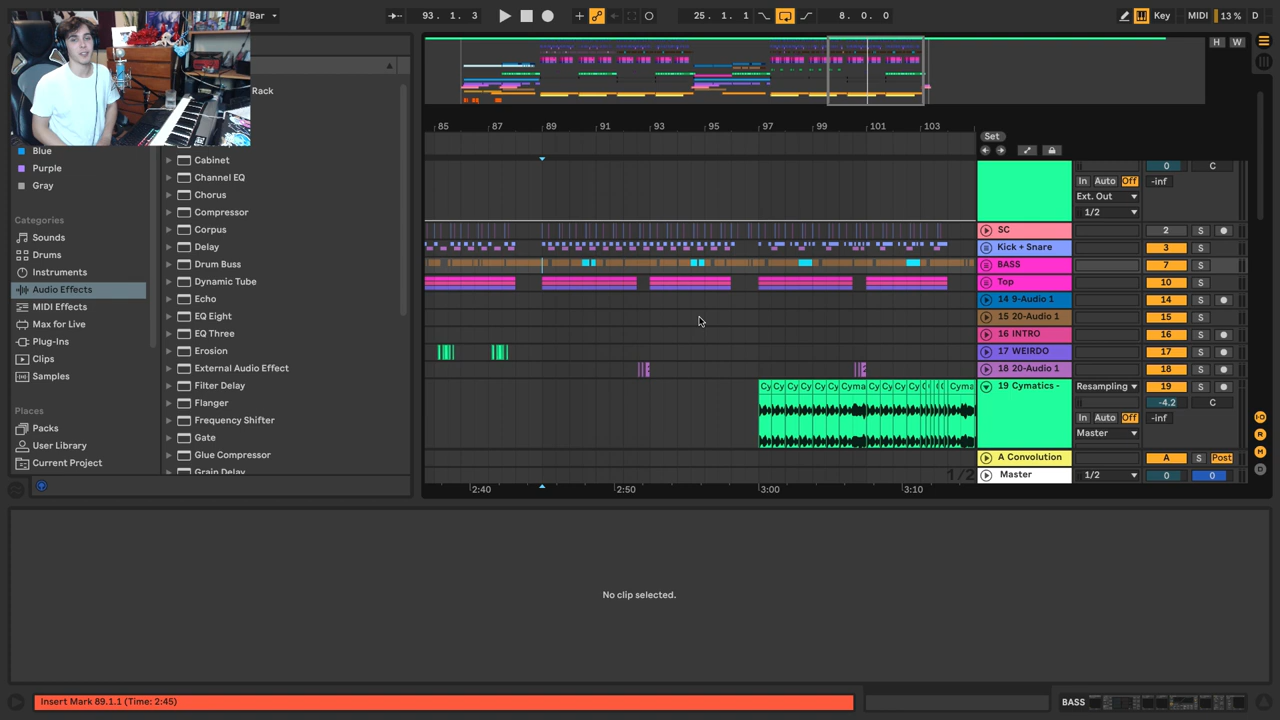 Bar
93 1. 3
25. 1. 1
8. 0. 0
Key
MIDI
13 %
D
H W
Rack
Blue
Purple
Gray
Categories
Sounds
Drums
Instruments
Audio Effects
MIDI Effects
Max for Live
Plug-Ins
Clips
Samples
Places
Packs
User Library
Current Project
Cabinet
Channel EQ
Chorus
Compressor
Corpus
Delay
Drum Buss
Dynamic Tube
Echo
EQ Eight
EQ Three
Erosion
External Audio Effect
Filter Delay
Flanger
Frequency Shifter
Gate
Glue Compressor
Grain Delay
85 87 89 91 93 95 97 99 101 103
Set
0 C
In Auto Off -inf
Ext. Out
1/2
SC 2 S
Kick + Snare 3 S
BASS 7 S
Top 10 S
14 9-Audio 1 14 S
15 20-Audio 1 15 S
16 INTRO 16 S
17 WEIRDO 17 S
18 20-Audio 1 18 S
19 Cymatics - Resampling 19 S
-4.2 C
In Auto Off -inf
Master
A Convolution A S Post
1/2 Master 1/2 0 0
2:40 2:50 3:00 3:10
No clip selected.
Insert Mark 89.1.1 (Time: 2:45)
BASS